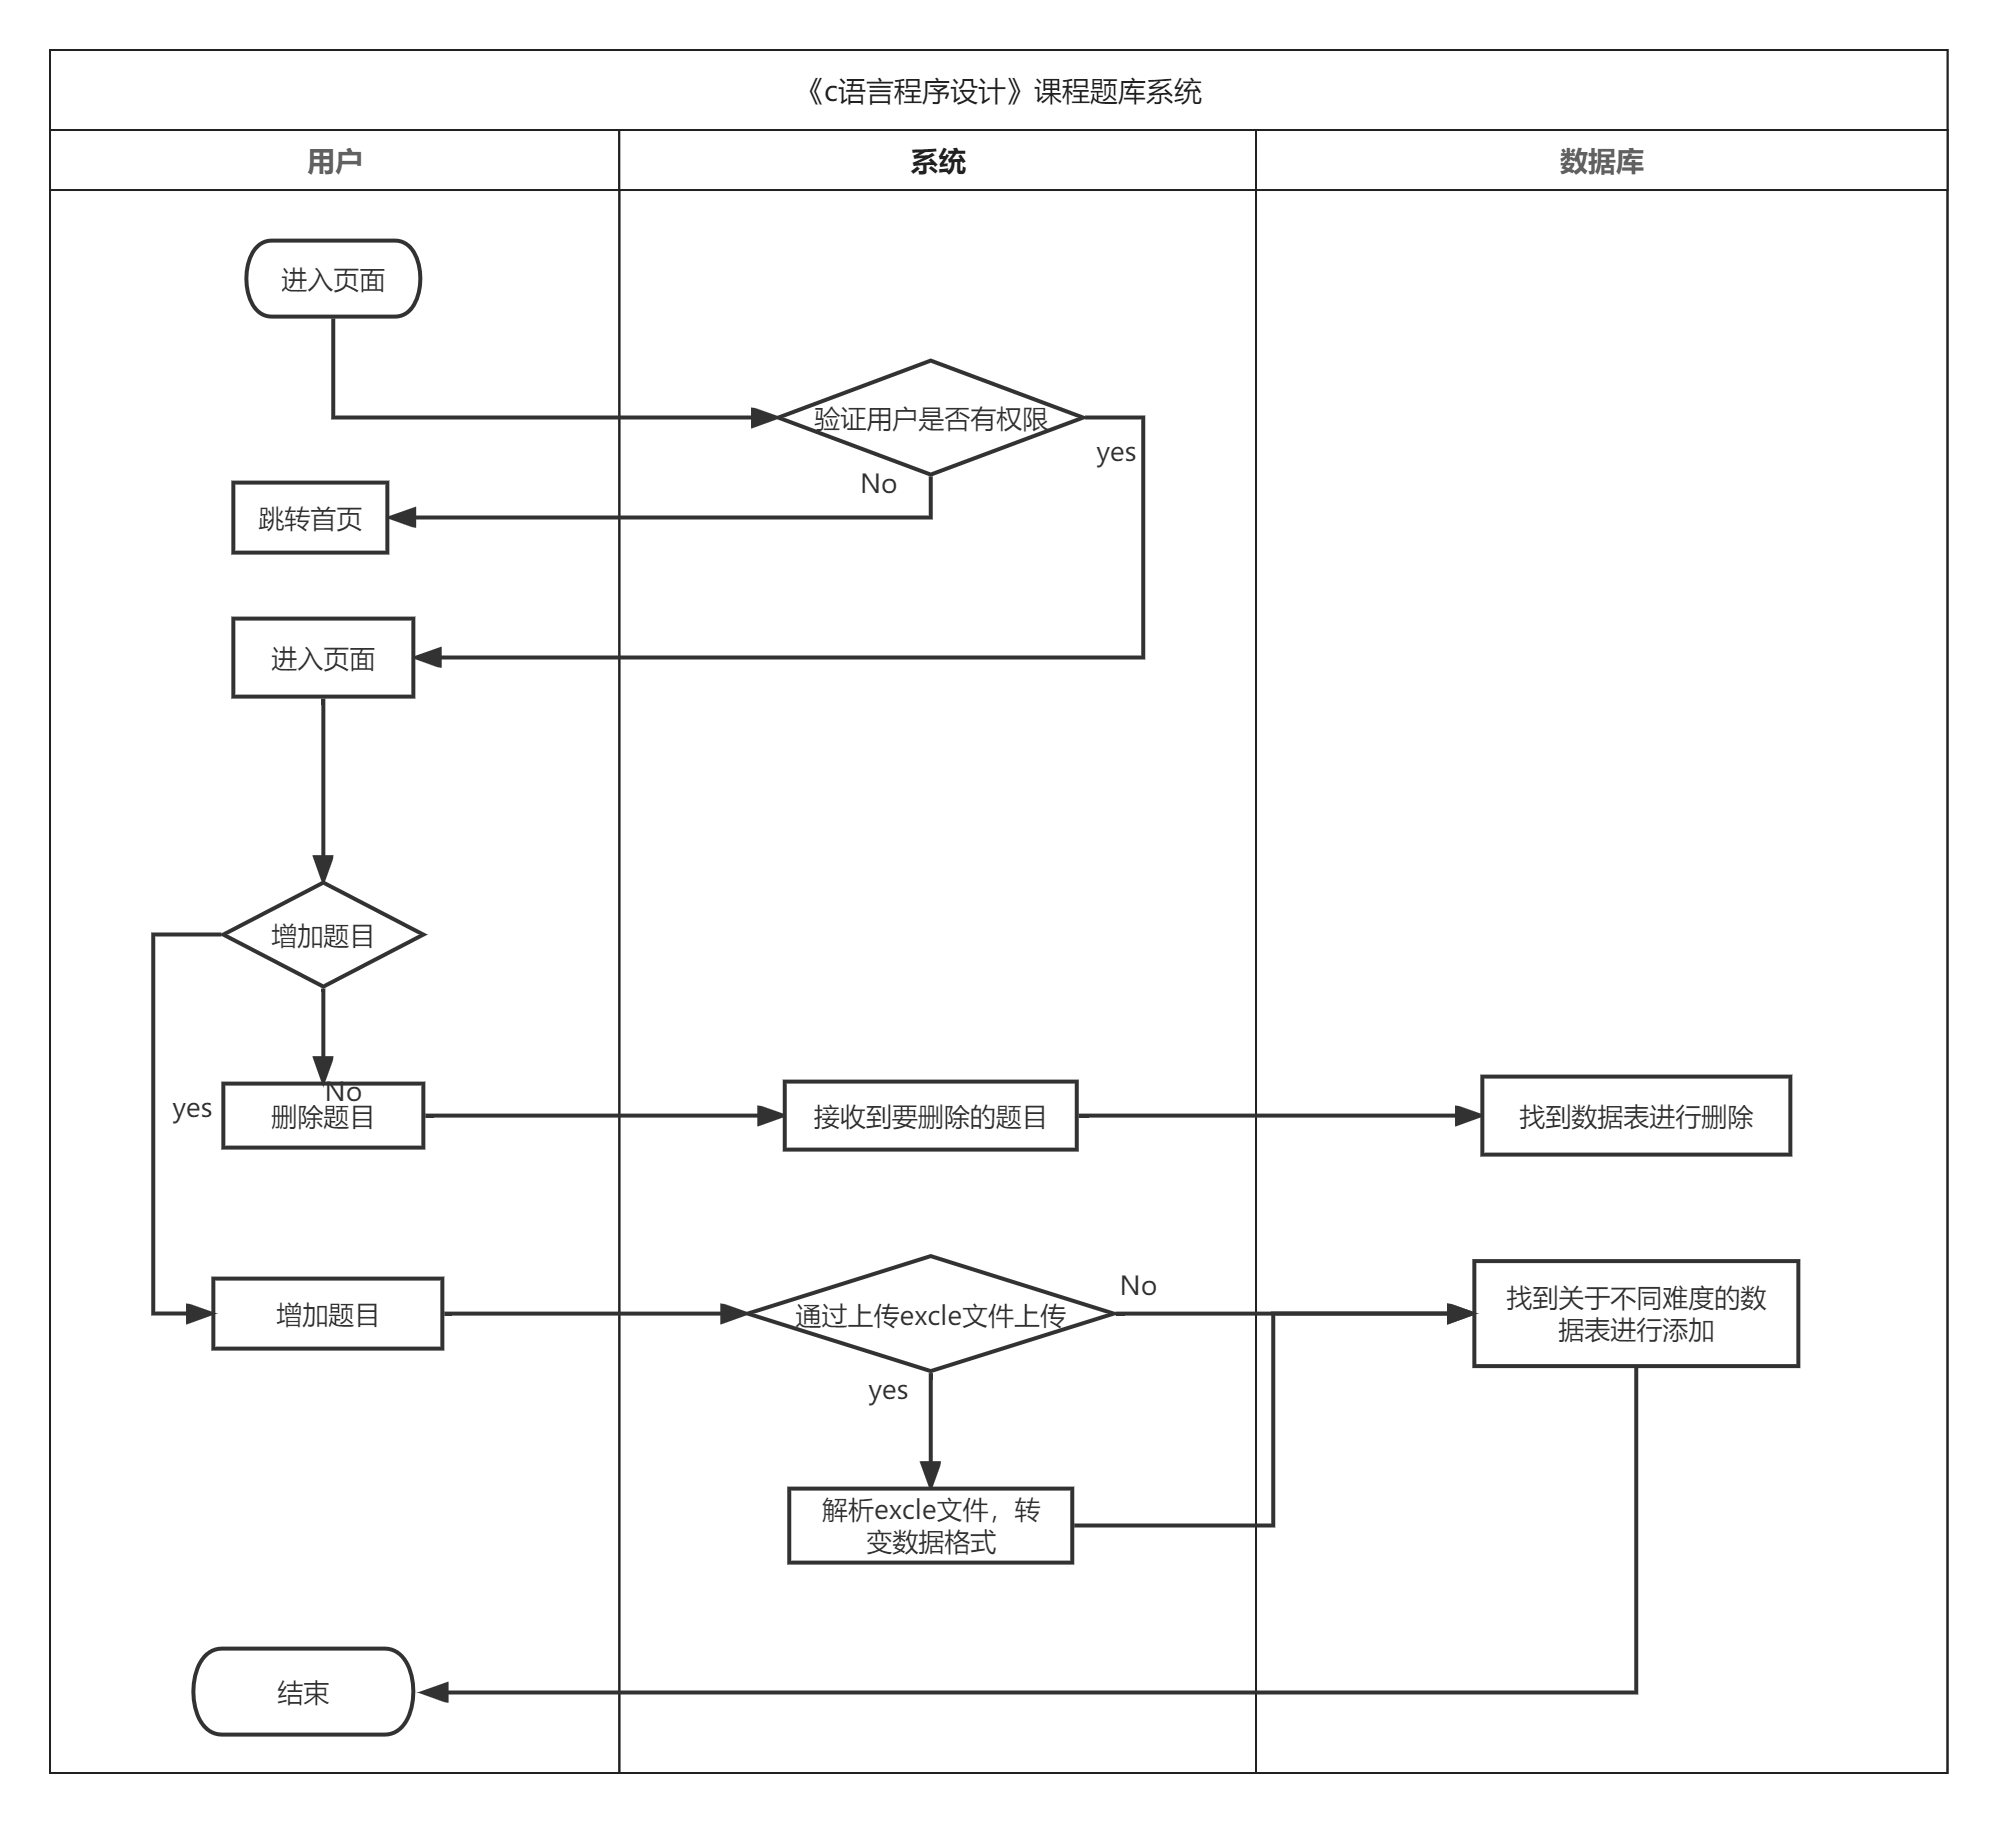 《c语言程序设计》课程题库系统
用户
系统
数据库
进入页面
验证用户是否有权限
yes
No
跳转首页
进入页面
增加题目
No
yes
删除题目
接收到要删除的题目
找到数据表进行删除
增加题目
通过上传excle文件上传
No
找到关于不同难度的数
据表进行添加
yes
解析excle文件，转
变数据格式
结束